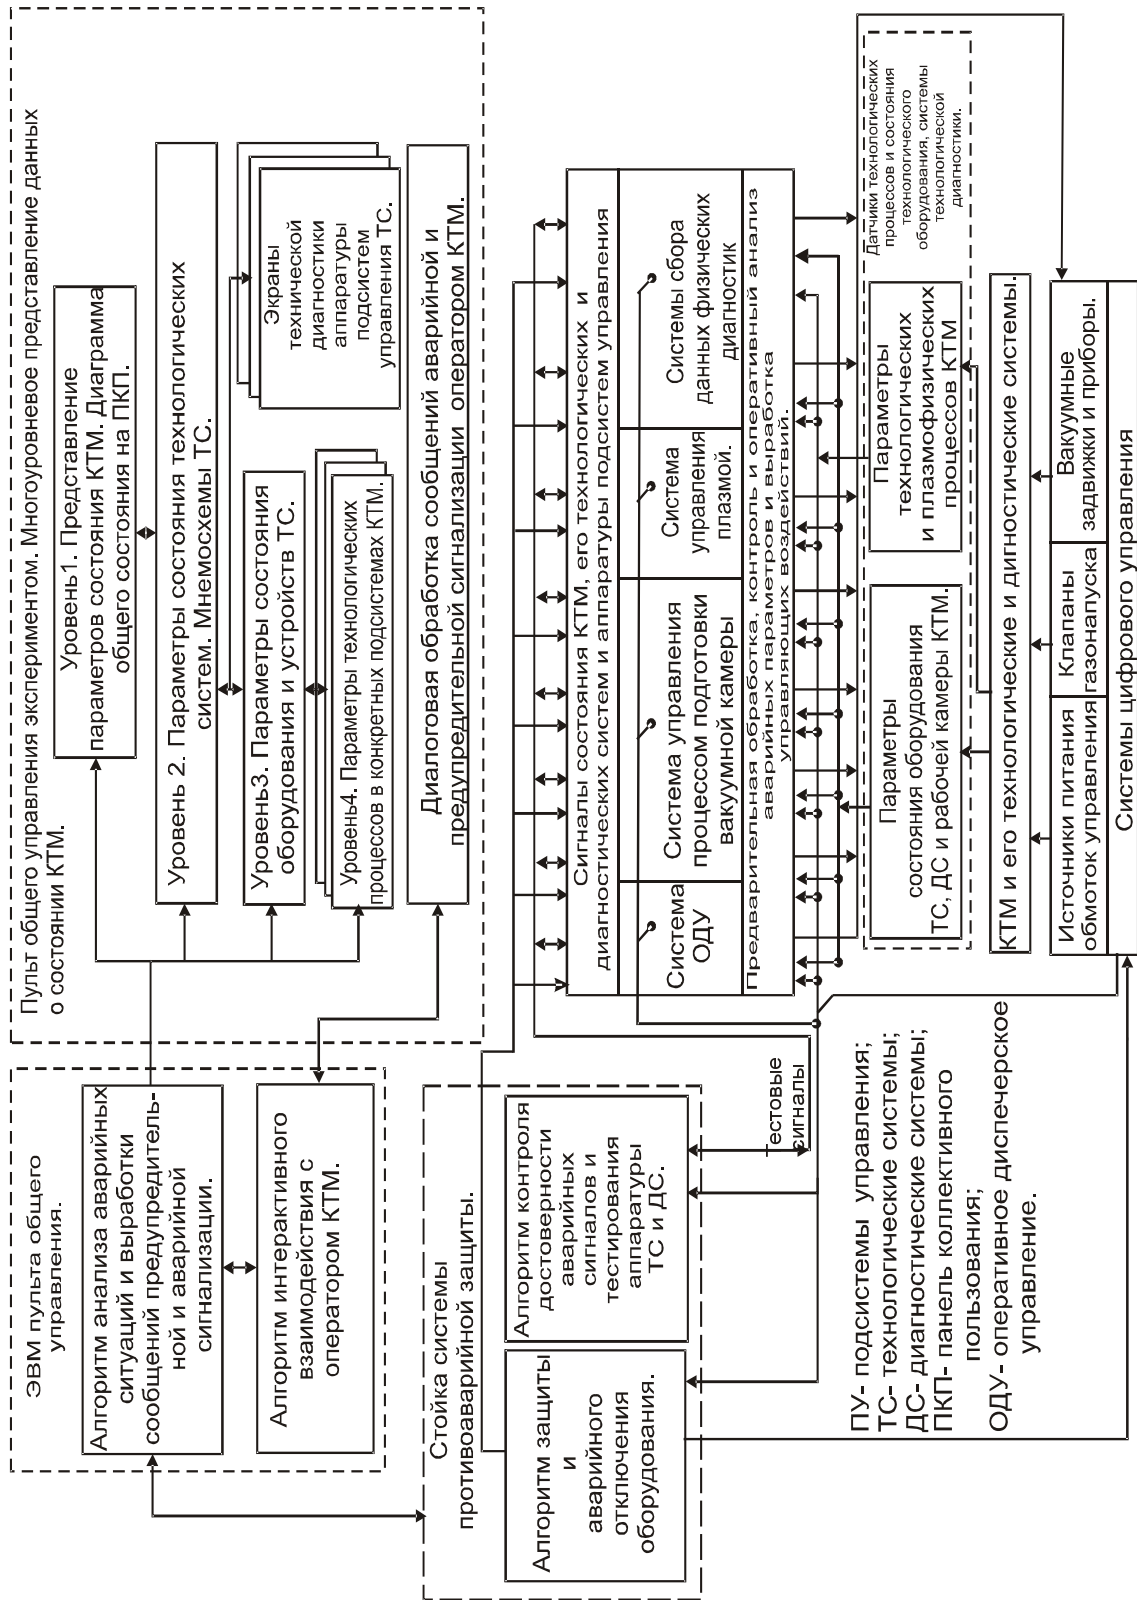 Пульт общего управления экспериментом. Многоуровневое представление данных
о состоянии КТМ.
Уровень1. Представление
параметров состояния КТМ. Диаграмма
общего состояния на ПКП.
Уровень 2. Параметры состояния технологических
систем. Мнемосхемы ТС.
Уровень3. Параметры состояния
оборудования и устройств ТС.
Экраны
технической
диагностики
аппаратуры
подсистем
управления ТС.
Уровень4. Параметры технологических
процессов в конкретных подсистемах КТМ.
Диалоговая обработка сообщений аварийной и
предупредительной сигнализации оператором КТМ.
ЭВМ пульта общего
управления.
Алгоритм анализа аварийных
ситуаций и выработки
сообщений предупредитель-
ной и аварийной
сигнализации.
Алгоритм интерактивного
взаимодействия с
оператором КТМ.
Стойка системы
противоаварийной защиты.
Алгоритм защиты
и
аварийного
отключения
оборудования.
Алгоритм контроля
достоверности
аварийных
сигналов и
тестирования
аппаратуры
ТС и ДС.
Тестовые
сигналы
Сигналы состояния КТМ, его технологических и
диагностических систем и аппаратуры подсистем управления
Система
ОДУ
Система управления
процессом подготовки
вакуумной камеры
Система
управления
плазмой.
Системы сбора
данных физических
диагностик
Предварительная обработка, контроль и оперативный анализ
аварийных параметров и выработка
управляющих воздействий.
Датчики технологических
процессов и состояния
технологического
оборудования, системы
технологической
диагностики.
Параметры
технологических
и плазмофизических
процессов КТМ
Параметры
состояния оборудования
ТС, ДС и рабочей камеры КТМ.
КТМ и его технологические и дигностические системы.
Источники питания
обмоток управления
Клапаны
газонапуска
Вакуумные
задвижки и приборы.
Системы цифрового управления
ПУ- подсистемы управления;
ТС- технологические системы;
ДС- диагностические системы;
ПКП- панель коллективного
пользования;
ОДУ- оперативное диспечерское
управление.